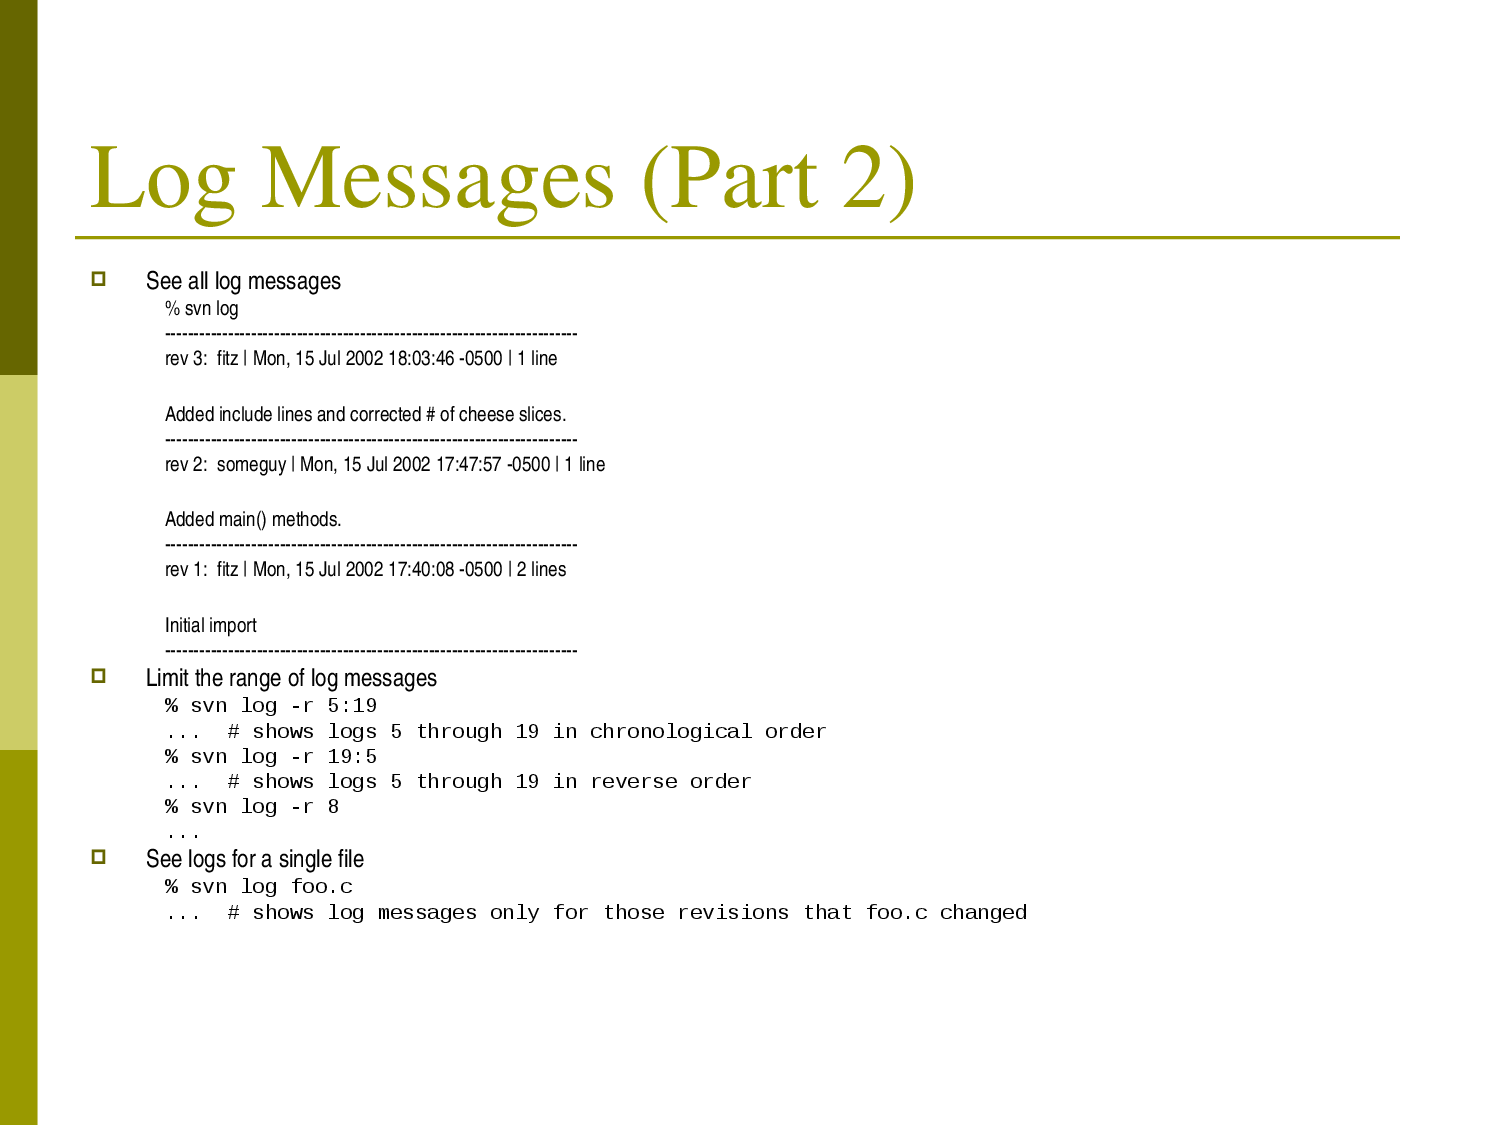 Log Messages (Part 2)
See all log messages
% svn log
------------------------------------------------------------------------
rev 3:  fitz | Mon, 15 Jul 2002 18:03:46 -0500 | 1 line
Added include lines and corrected # of cheese slices.
------------------------------------------------------------------------
rev 2:  someguy | Mon, 15 Jul 2002 17:47:57 -0500 | 1 line
Added main() methods.
------------------------------------------------------------------------
rev 1:  fitz | Mon, 15 Jul 2002 17:40:08 -0500 | 2 lines
Initial import
------------------------------------------------------------------------
Limit the range of log messages
% svn log -r 5:19
...  # shows logs 5 through 19 in chronological order
% svn log -r 19:5
...  # shows logs 5 through 19 in reverse order
% svn log -r 8
...
See logs for a single file
% svn log foo.c
...  # shows log messages only for those revisions that foo.c changed